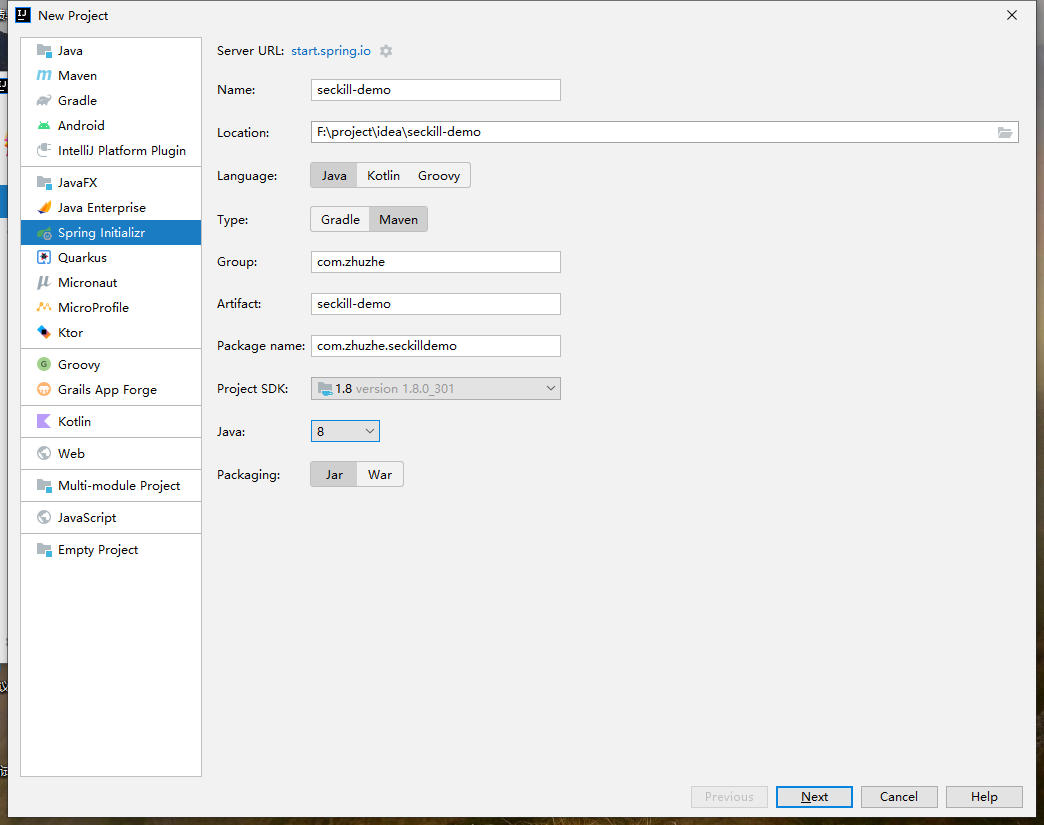 New Project
Java
Maven
Gradle
Android
IntelliJ Platform Plugin
JavaFX
Java Enterprise
Spring Initializr
Quarkus
Micronaut
MicroProfile
Ktor
Groovy
Grails App Forge
Kotlin
Web
Multi-module Project
JavaScript
Empty Project
Server URL: start.spring.io
Name: seckill-demo
Location: F:\project\idea\seckill-demo
Language: Java Kotlin Groovy
Type: Gradle Maven
Group: com.zhuzhe
Artifact: seckill-demo
Package name: com.zhuzhe.seckilldemo
Project SDK: 1.8 version 1.8.0_301
Java: 8
Packaging: Jar War
Previous Next Cancel Help